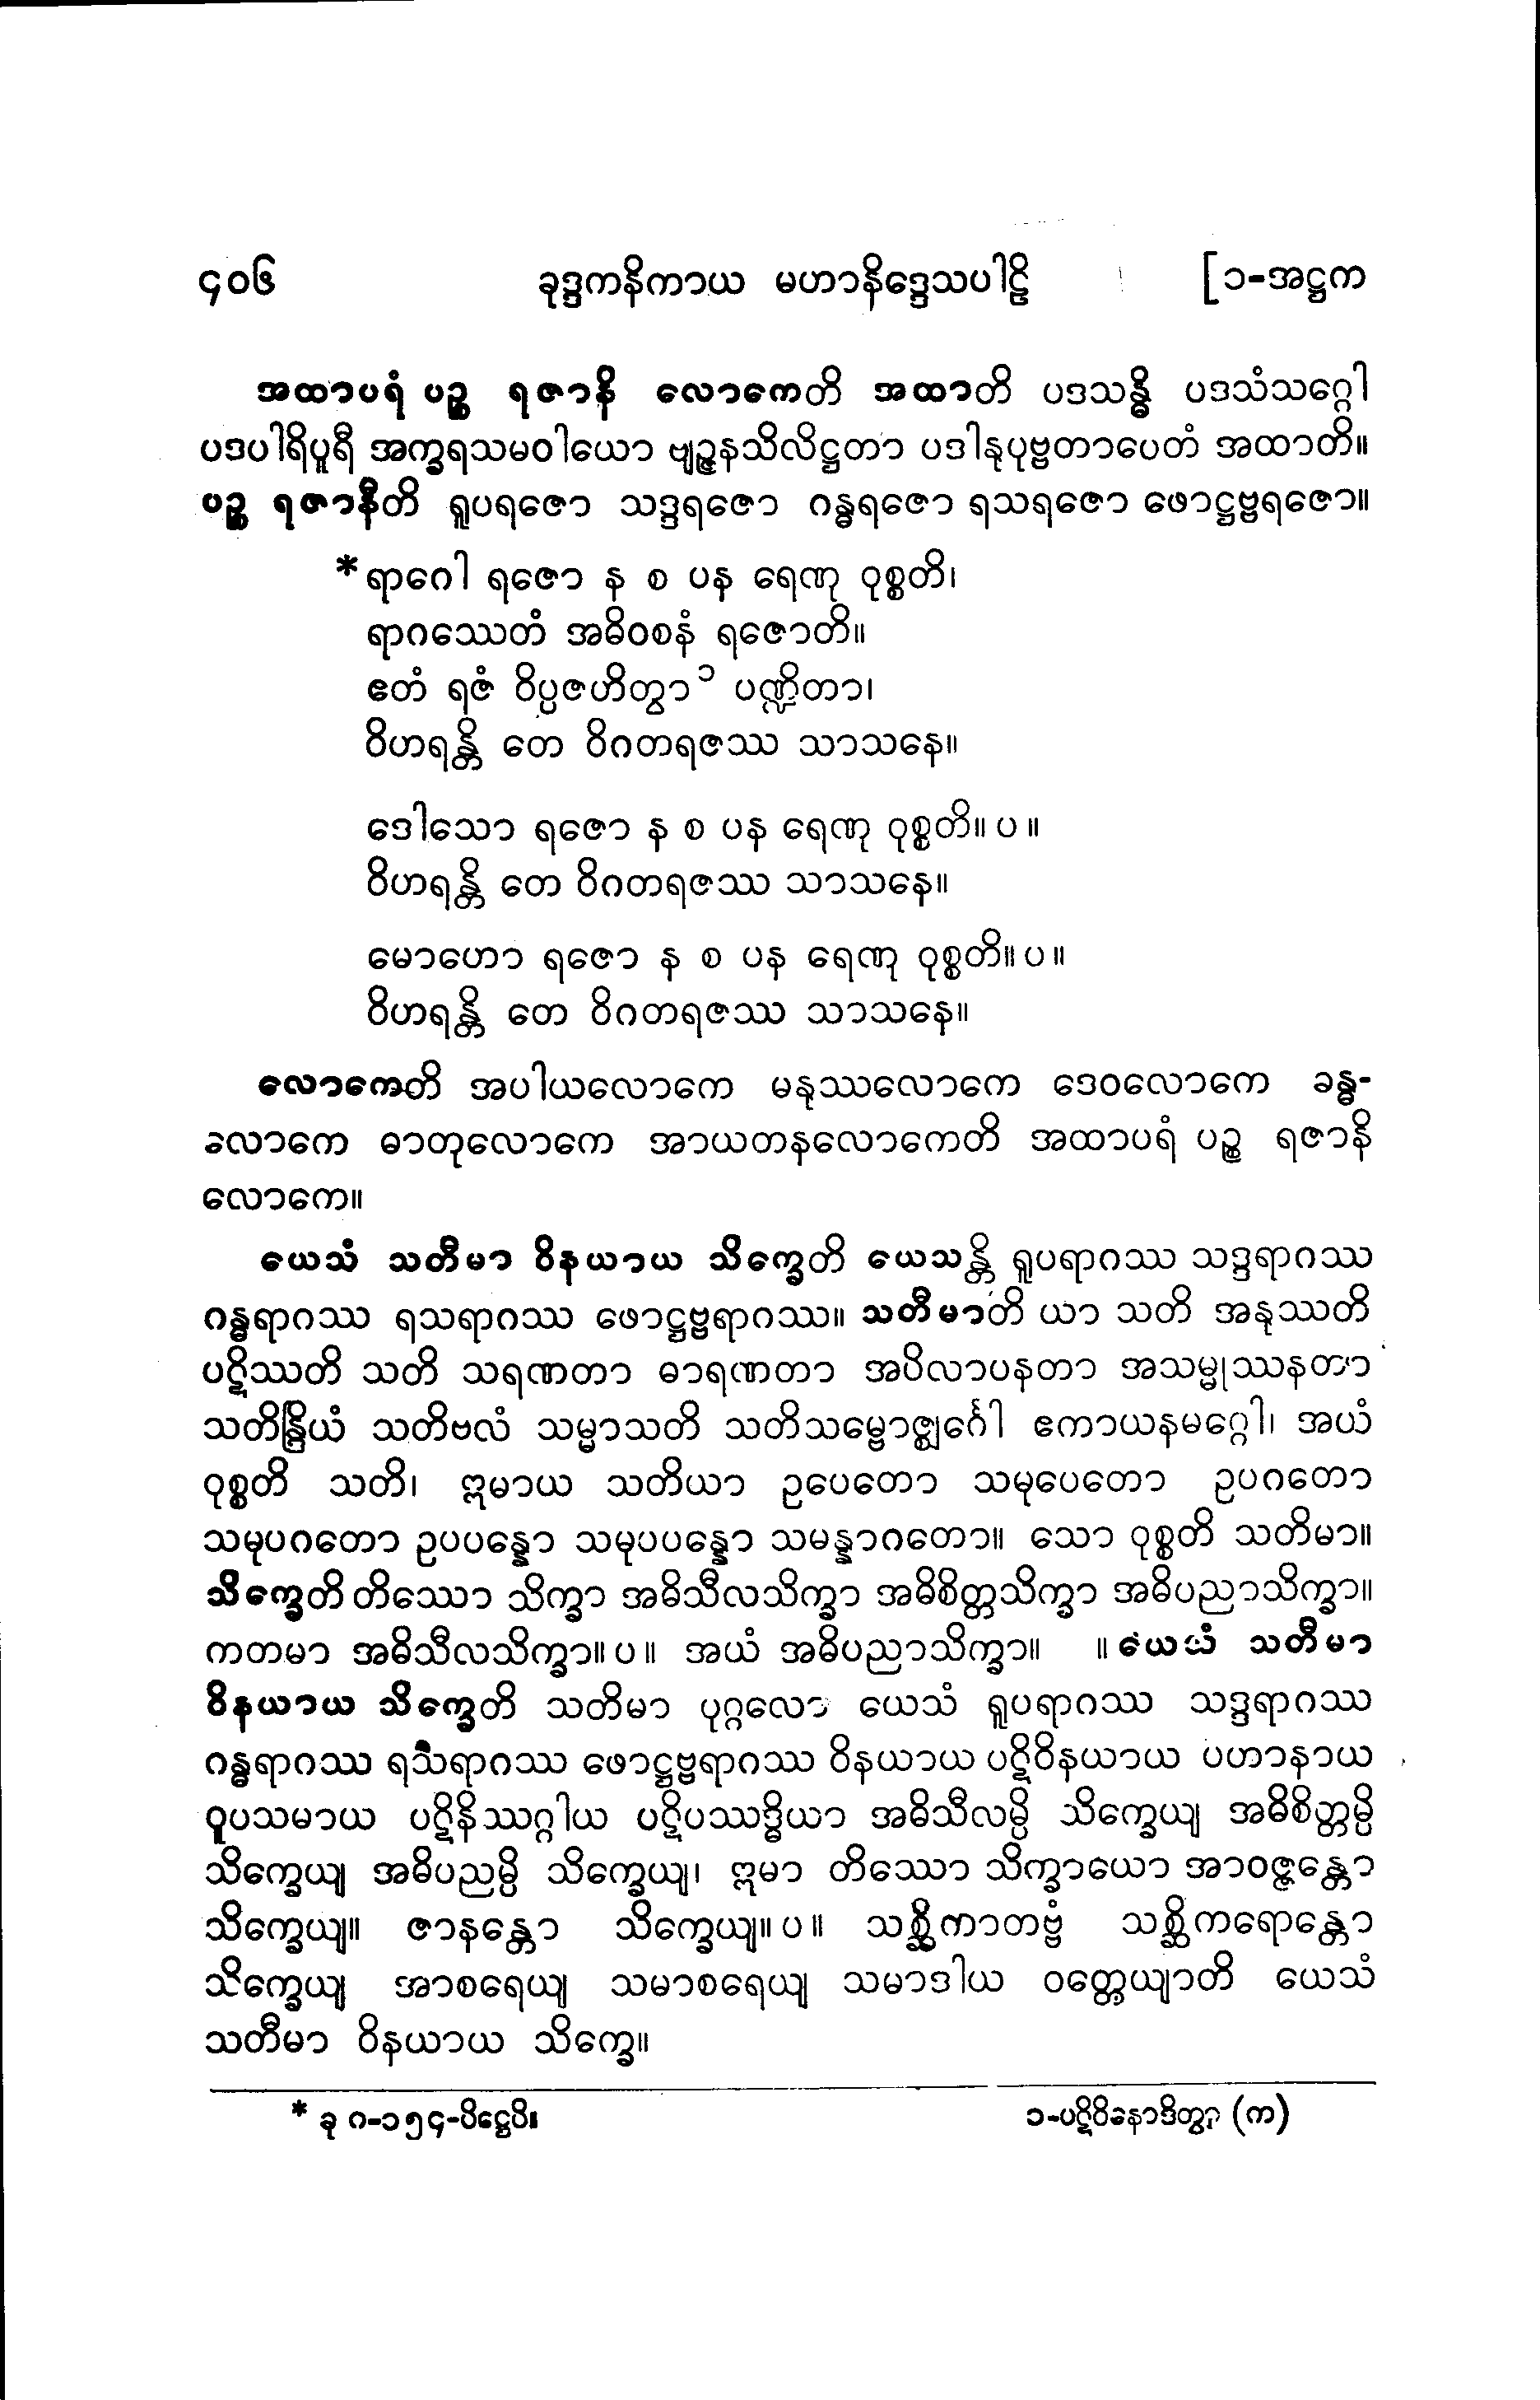 ၄၀၆ ခုဒ္ဒကနိကာယ မဟာနိဒ္ဒေသပါဠိ [၁-အဋ္ဌက
အထာပရံ ပဉ္စ ရဇာနိ လောကေတိ အထာတိ ပဒသန္ဓိ ပဒသံသဂ္ဂေါ
ပဒပါရိပူရီ အက္ခရသမဝါယော ဗျဉ္ဇနသိလိဋ္ဌတာ ပဒါနုပုဗ္ဗတာပေတံ အထာတိ။
ပဉ္စ ရဇာနီတိ ရူပရဇော သဒ္ဒရဇော ဂန္ဓရဇော ရသရဇော ဖောဋ္ဌဗ္ဗရဇော။
*ရာဂေါ ရဇော န စ ပန ရေဏု ဝုစ္စတိ၊
ရာဂဿေတံ အဓိဝစနံ ရဇောတိ။
ဧတံ ရဇံ ဝိပ္ပဇဟိတွာ၁ ပဏ္ဍိတာ၊
ဝိဟရန္တိ တေ ဝိဂတရဇဿ သာသနေ။
ဒေါသော ရဇော န စ ပန ရေဏု ဝုစ္စတိ။ ပ ။
ဝိဟရန္တိ တေ ဝိဂတရဇဿ သာသနေ။
မောဟော ရဇော န စ ပန ရေဏု ဝုစ္စတိ။ ပ ။
ဝိဟရန္တိ တေ ဝိဂတရဇဿ သာသနေ။
လောကေတိ အပါယလောကေ မနုဿလောကေ ဒေဝလောကေ ခန္ဓ-
လောကေ ဓာတုလောကေ အာယတနလောကေတိ အထာပရံ ပဉ္စ ရဇာနိ
လောကေ။
ယေသံ သတီမာ ဝိနယာယ သိက္ခေတိ ယေသန္တိ ရူပရာဂဿ သဒ္ဒရာဂဿ
ဂန္ဓရာဂဿ ရသရာဂဿ ဖောဋ္ဌဗ္ဗရာဂဿ။ သတီမာတိ ယာ သတိ အနုဿတိ
ပဋိဿတိ သတိ သရဏတာ ဓာရဏတာ အပိလာပနတာ အသမ္မုဿနတာ
သတိန္ဒြိယံ သတိဗလံ သမ္မာသတိ သတိသမ္ဗောဇ္ဈင်္ဂေါ ဧကာယနမဂ္ဂေါ၊ အယံ
ဝုစ္စတိ သတိ၊ ဣမာယ သတိယာ ဥပေတော သမုပေတော ဥပဂတော
သမုပဂတော ဥပပန္နော သမုပပန္နော သမန္နာဂတော။ သော ဝုစ္စတိ သတိမာ။
သိက္ခေတိ တိဿော သိက္ခာ အဓိသီလသိက္ခာ အဓိစိတ္တသိက္ခာ အဓိပညာသိက္ခာ။
ကတမာ အဓိသီလသိက္ခာ။ ပ ။ အယံ အဓိပညာသိက္ခာ။ ။ ယေသံ သတီမာ
ဝိနယာယ သိက္ခေတိ သတိမာ ပုဂ္ဂလော ယေသံ ရူပရာဂဿ သဒ္ဒရာဂဿ
ဂန္ဓရာဂဿ ရသရာဂဿ ဖောဋ္ဌဗ္ဗရာဂဿ ဝိနယာယ ပဋိဝိနယာယ ပဟာနာယ
ဝူပသမာယ ပဋိနိဿဂ္ဂါယ ပဋိပဿဒ္ဓိယာ အဓိသီလမ္ပိ သိက္ခေယျ အဓိစိတ္တမ္ပိ
သိက္ခေယျ အဓိပညမ္ပိ သိက္ခေယျ၊ ဣမာ တိဿော သိက္ခာယော အာဝဇ္ဇန္တော
သိက္ခေယျ။ ဇာနန္တော သိက္ခေယျ။ ပ ။ သစ္ဆိကာတဗ္ဗံ သစ္ဆိကရောန္တော
သိက္ခေယျ အာစရေယျ သမာစရေယျ သမာဒါယ ဝတ္တေယျာတိ ယေသံ
သတီမာ ဝိနယာယ သိက္ခေ။
* ခု ဂ-၁၅၄-ပိဋ္ဌေပိ။ ၁-ပဋိဝိနောဒိတွာ (က)